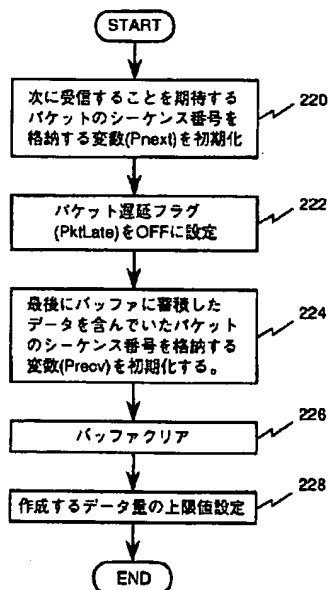 START
次に受信することを期待する
パケットのシーケンス番号を
格納する変数(Pnext)を初期化
220
パケット遅延フラグ
(PktLate)をOFFに設定
222
最後にバッファに蓄積した
データを含んでいたパケット
のシーケンス番号を格納する
変数(Precv)を初期化する。
224
バッファクリア
226
作成するデータ量の上限値設定
228
END